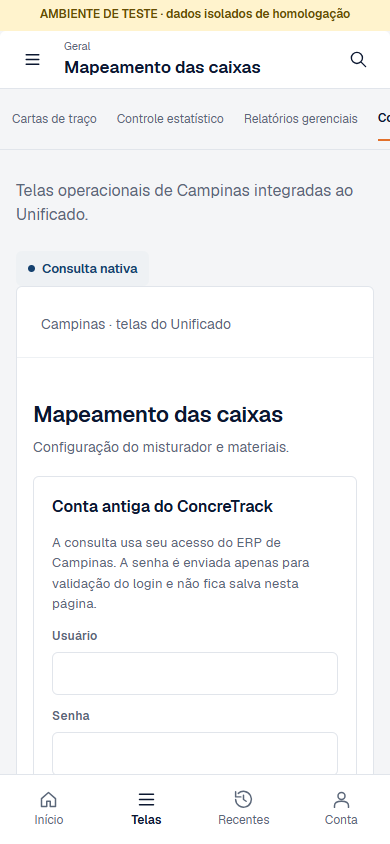 AMBIENTE DE TESTE · dados isolados de homologação
Geral
Mapeamento das caixas
Cartas de traço
Controle estatístico
Relatórios gerenciais
Telas operacionais de Campinas integradas ao
Unificado.
Consulta nativa
Campinas · telas do Unificado
Mapeamento das caixas
Configuração do misturador e materiais.
Conta antiga do ConcreTrack
A consulta usa seu acesso do ERP de
Campinas. A senha é enviada apenas para
validação do login e não fica salva nesta
página.
Usuário
Senha
Início
Telas
Recentes
Conta